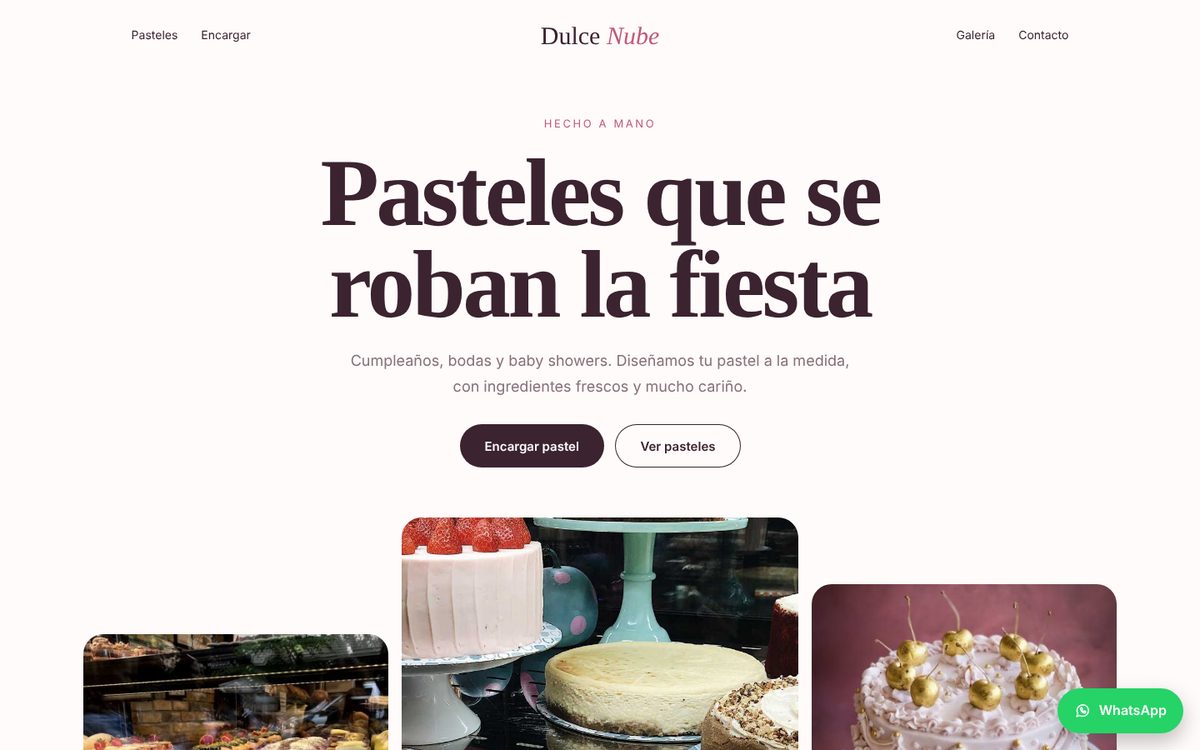 Pasteles
Encargar
Dulce Nube
Galería
Contacto
HECHO A MANO
Pasteles que se
roban la fiesta
Cumpleaños, bodas y baby showers. Diseñamos tu pastel a la medida,
con ingredientes frescos y mucho cariño.
Encargar pastel
Ver pasteles
WhatsApp